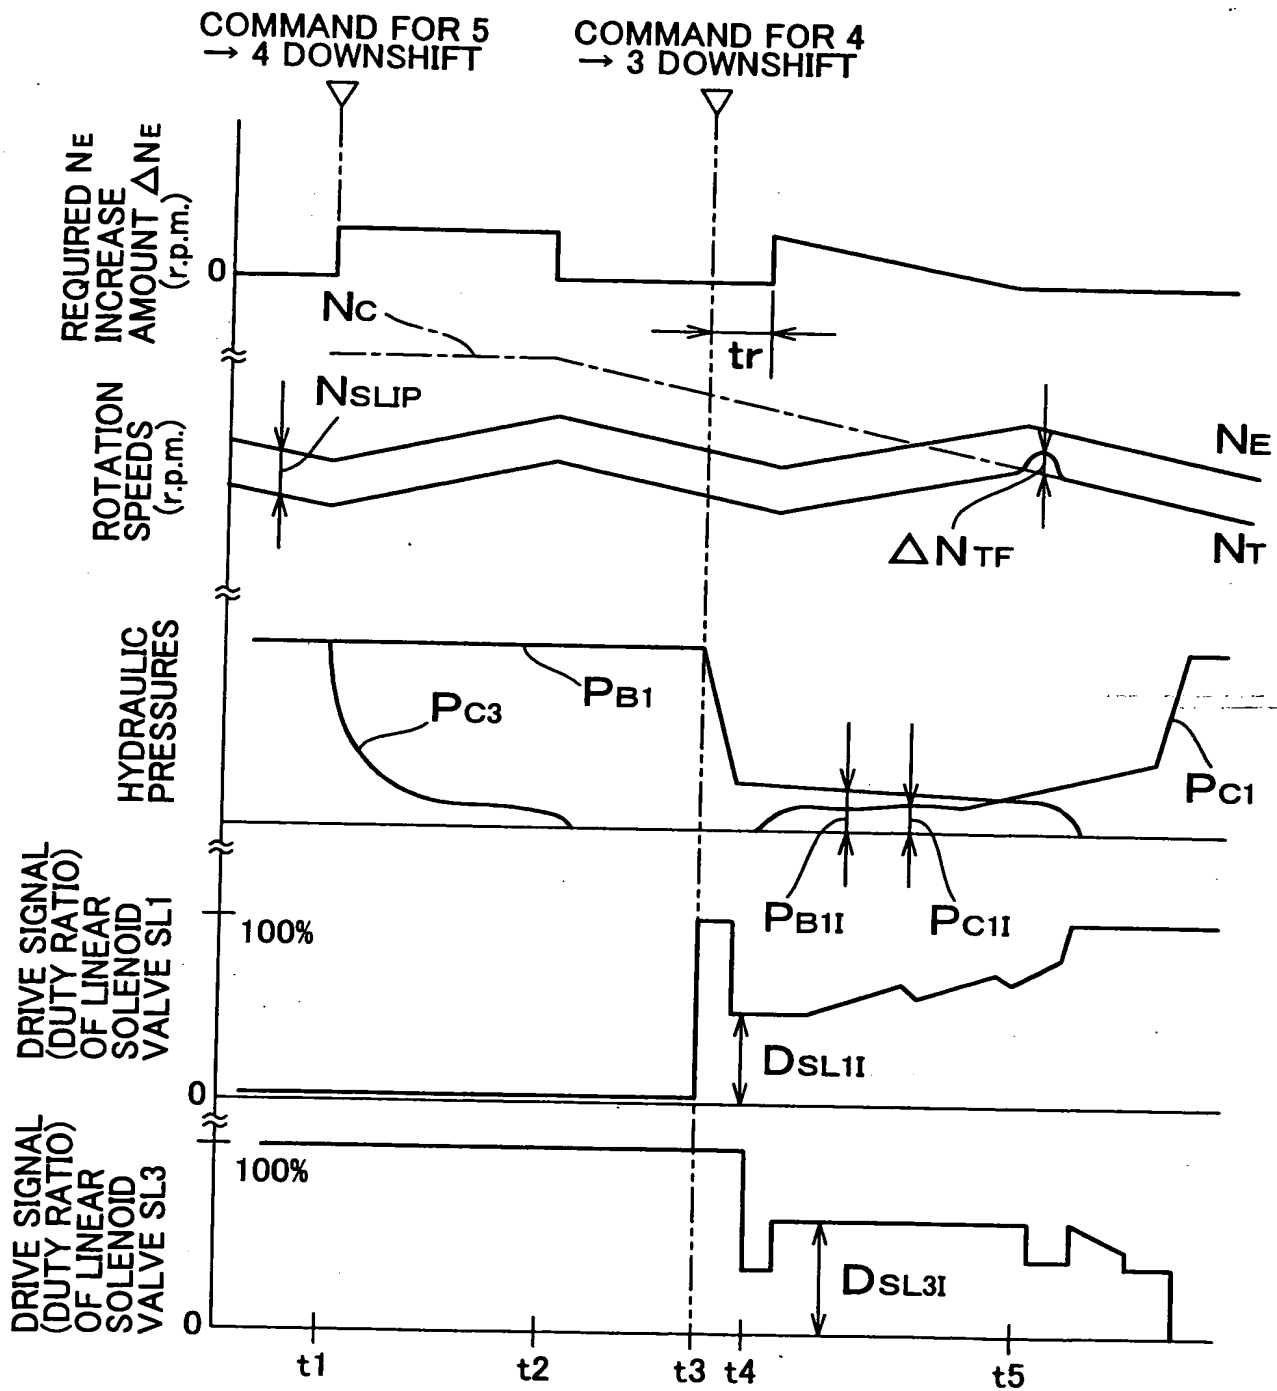 COMMAND FOR 5
→ 4 DOWNSHIFT
COMMAND FOR 4
→ 3 DOWNSHIFT
REQUIRED NE
INCREASE
AMOUNT ΔNE
(r.p.m.)
0
NC
tr
ROTATION
SPEEDS
(r.p.m.)
NSLIP
NE
ΔNTF
NT
HYDRAULIC
PRESSURES
PC3
PB1
PC1
PB1I
PC1I
DRIVE SIGNAL
(DUTY RATIO)
OF LINEAR
SOLENOID
VALVE SL1
100%
DSL1I
0
DRIVE SIGNAL
(DUTY RATIO)
OF LINEAR
SOLENOID
VALVE SL3
100%
DSL3I
0
t1 t2 t3 t4 t5